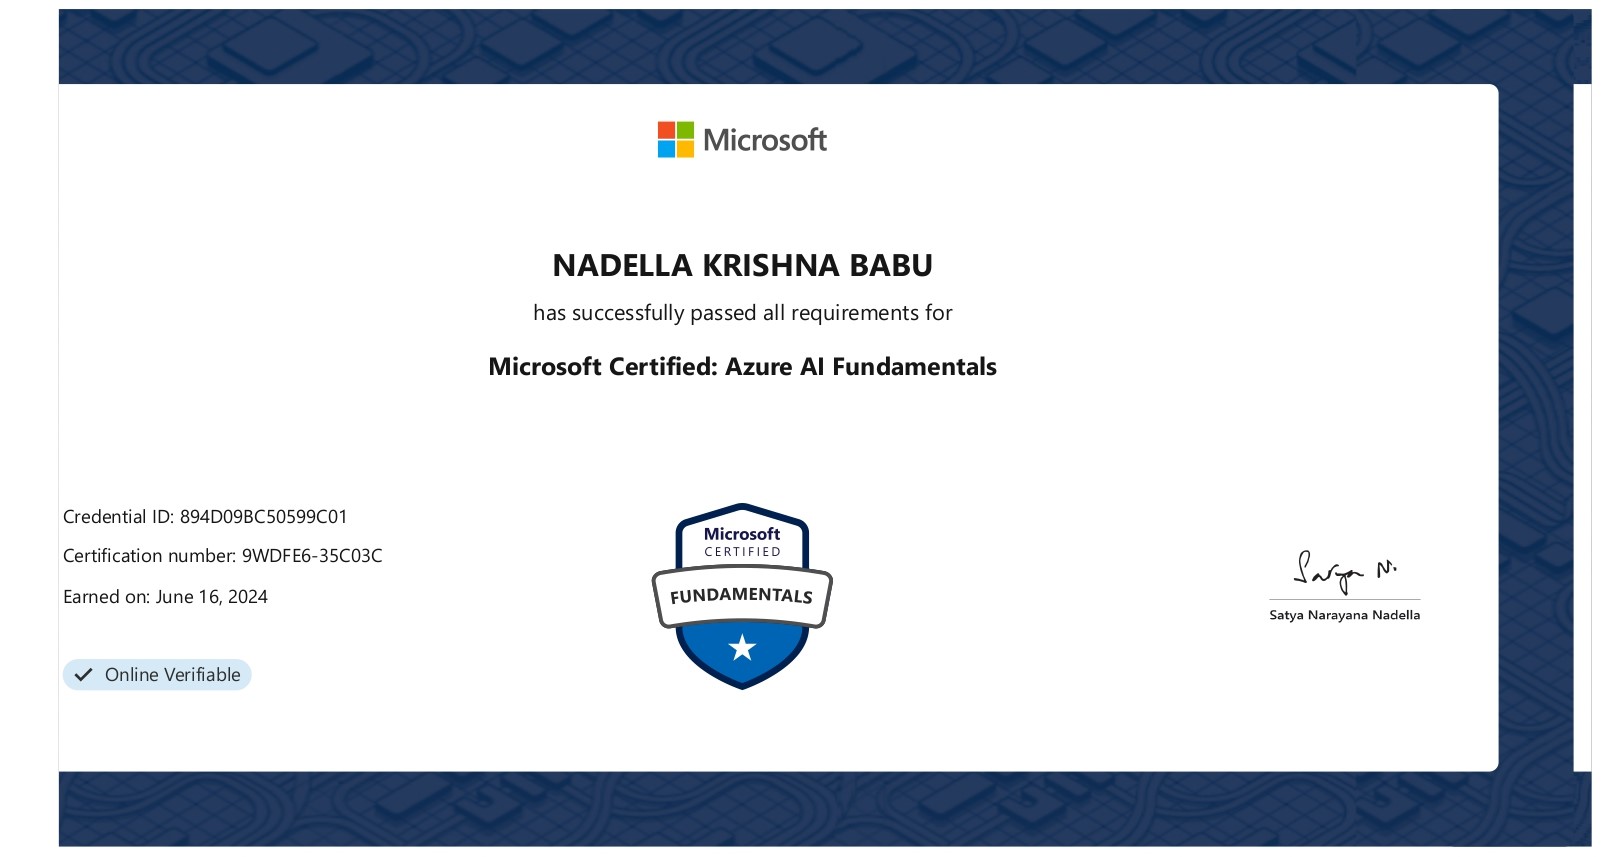 Microsoft
NADELLA KRISHNA BABU
has successfully passed all requirements for
Microsoft Certified: Azure AI Fundamentals
Credential ID: 894D09BC50599C01
Certification number: 9WDFE6-35C03C
Earned on: June 16, 2024
Online Verifiable
Microsoft
CERTIFIED
FUNDAMENTALS
Satya N.
Satya Narayana Nadella